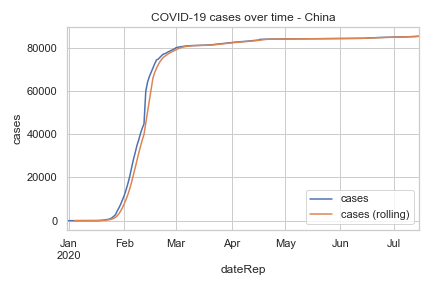 COVID-19 cases over time - China
cases
80000
60000
40000
20000
0
cases
cases (rolling)
Jan
2020
Feb
Mar
Apr
May
Jun
Jul
dateRep